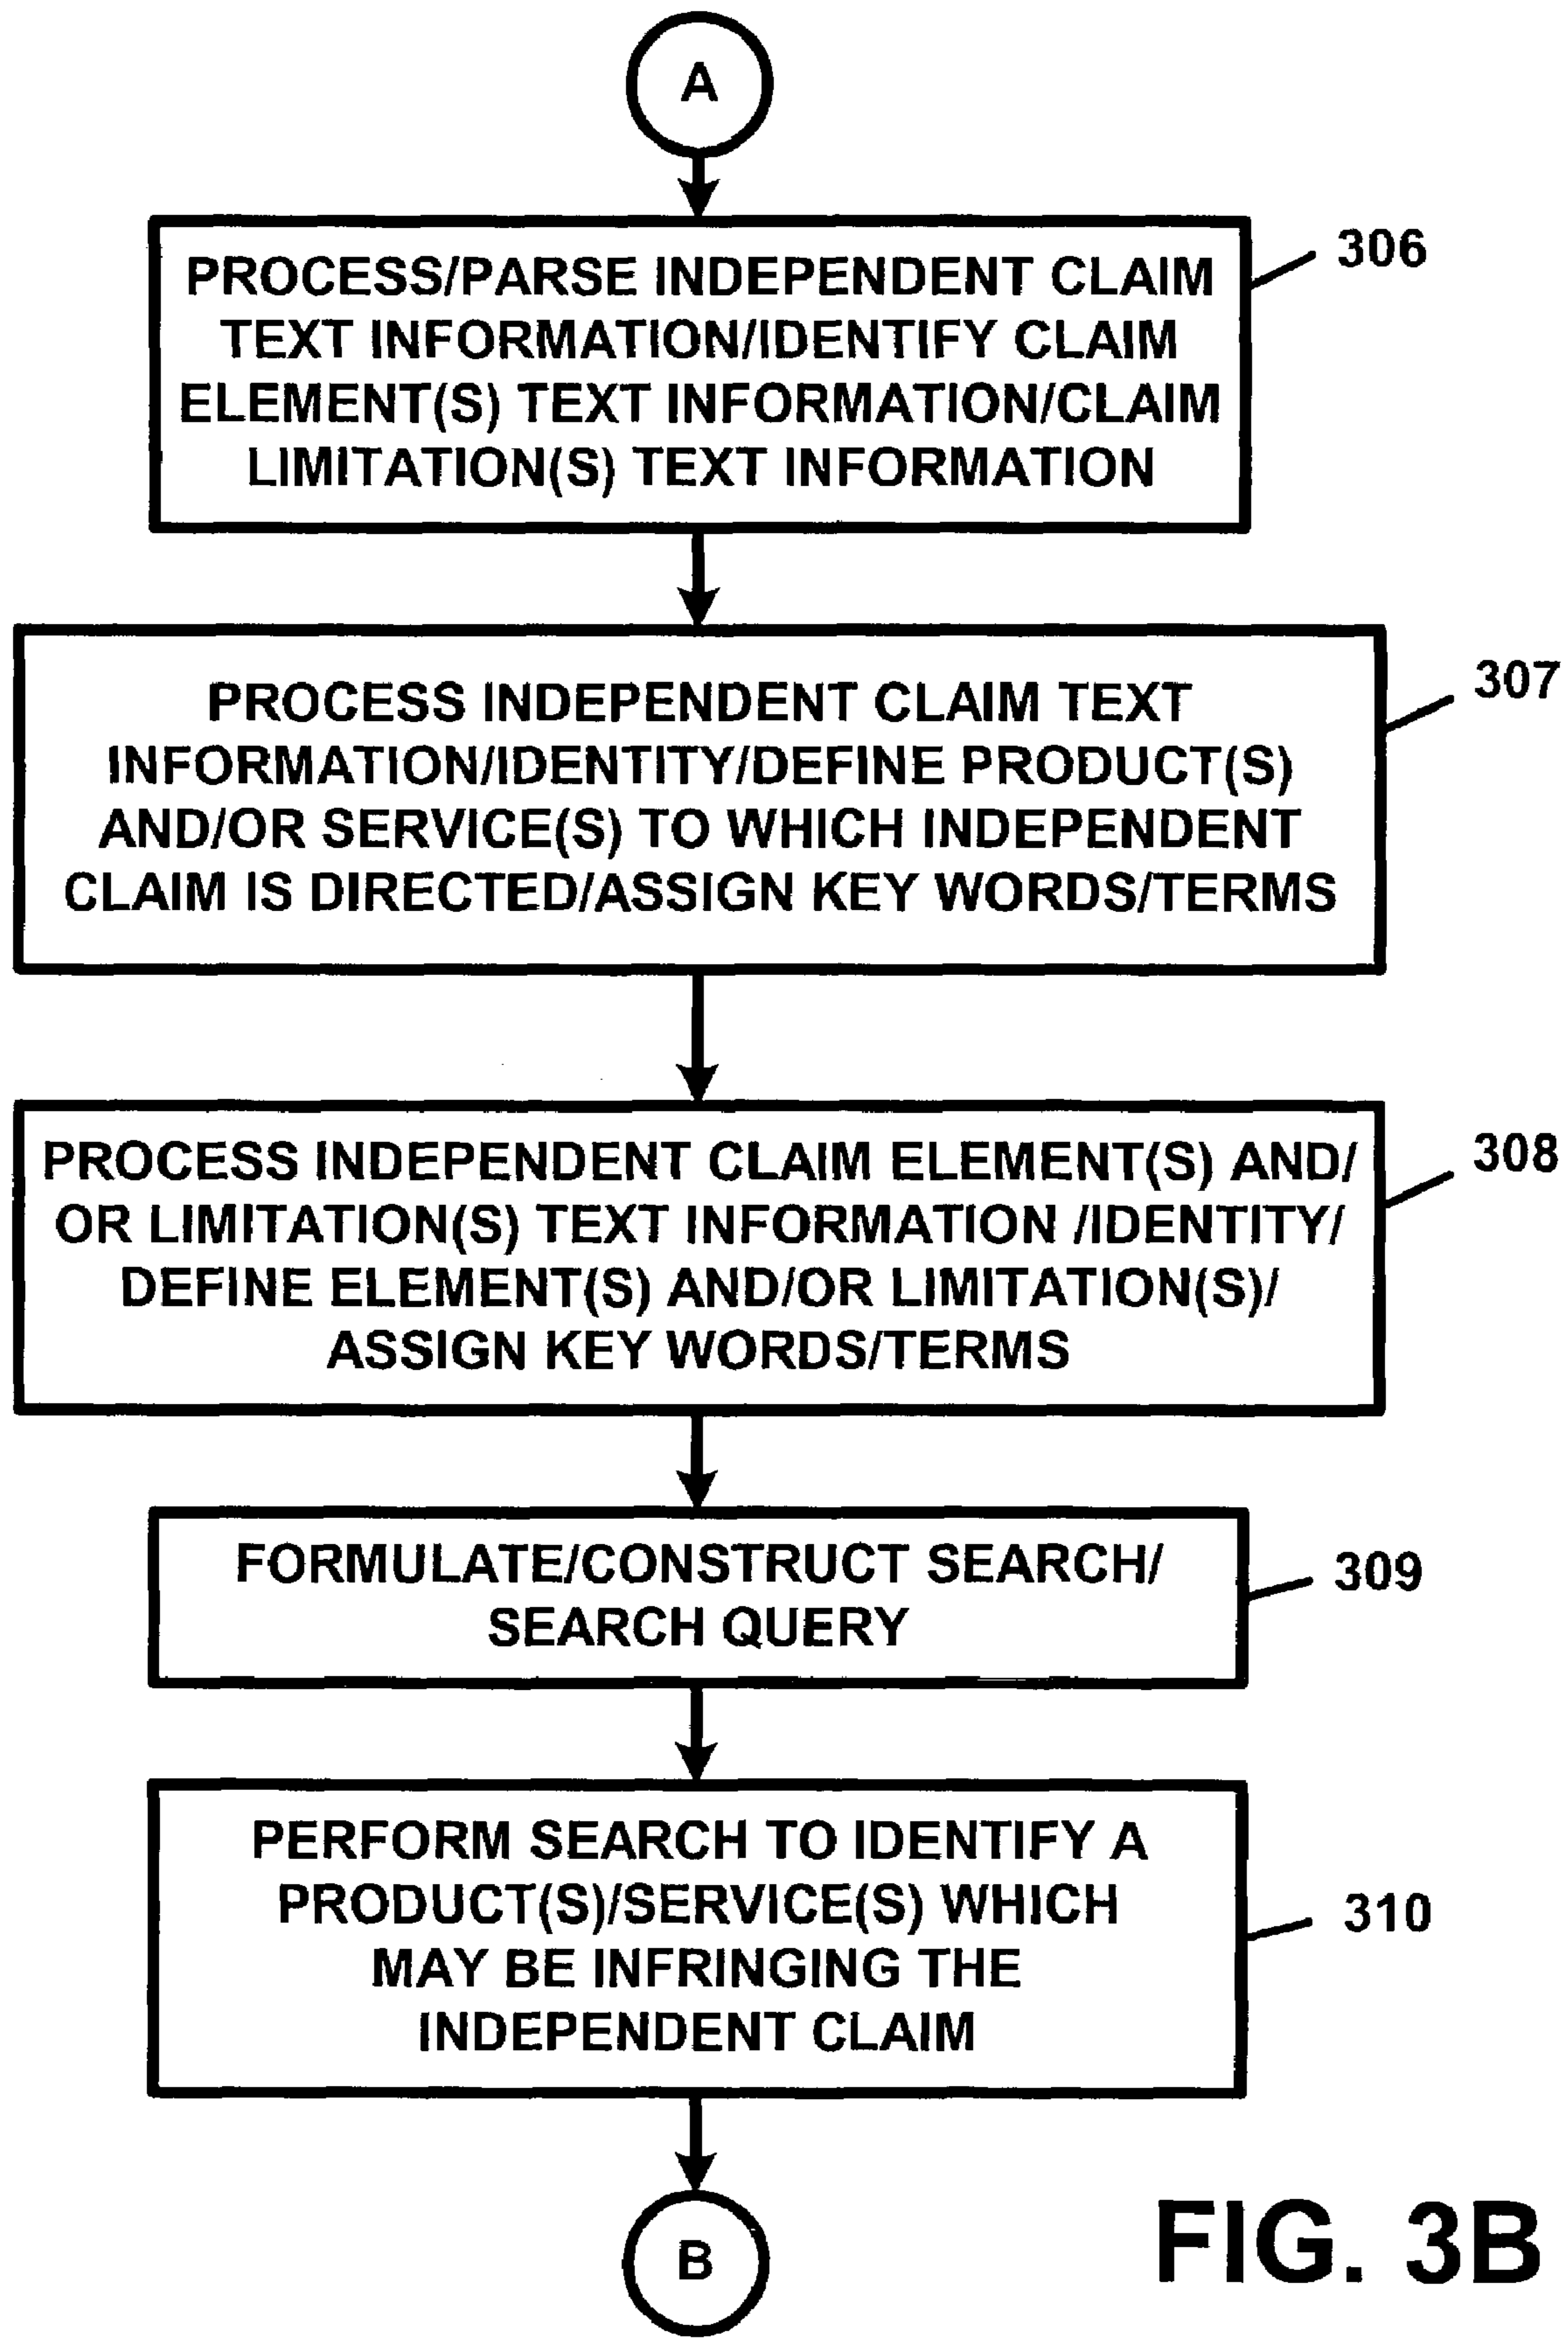 A
PROCESS/PARSE INDEPENDENT CLAIM
TEXT INFORMATION/IDENTIFY CLAIM
ELEMENT(S) TEXT INFORMATION/CLAIM
LIMITATION(S) TEXT INFORMATION
306
PROCESS INDEPENDENT CLAIM TEXT
INFORMATION/IDENTITY/DEFINE PRODUCT(S)
AND/OR SERVICE(S) TO WHICH INDEPENDENT
CLAIM IS DIRECTED/ASSIGN KEY WORDS/TERMS
307
PROCESS INDEPENDENT CLAIM ELEMENT(S) AND/
OR LIMITATION(S) TEXT INFORMATION /IDENTITY/
DEFINE ELEMENT(S) AND/OR LIMITATION(S)/
ASSIGN KEY WORDS/TERMS
308
FORMULATE/CONSTRUCT SEARCH/
SEARCH QUERY
309
PERFORM SEARCH TO IDENTIFY A
PRODUCT(S)/SERVICE(S) WHICH
MAY BE INFRINGING THE
INDEPENDENT CLAIM
310
B
FIG. 3B